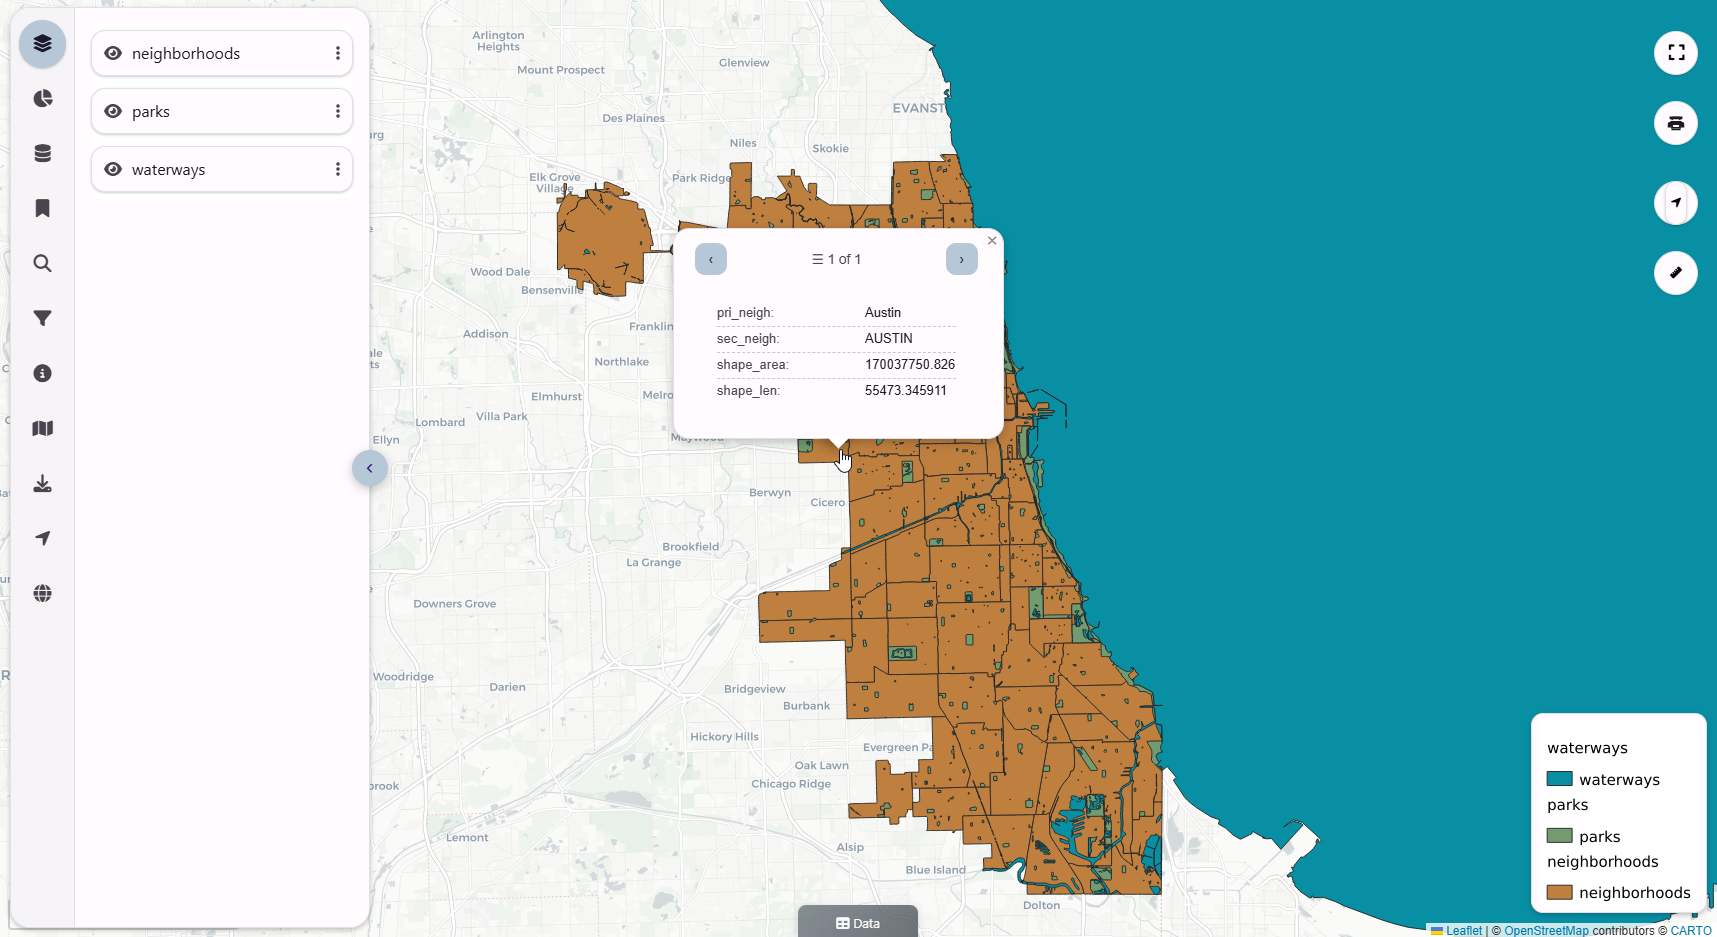 neighborhoods
parks
waterways
Arlington
Heights
Mount Prospect
Glenview
EVANST
Des Plaines
Niles
Skokie
Park Ridge
Elk Grove
Village
Wood Dale
Bensenville
Addison
Franklin
Northlake
Elmhurst
Melro
Villa Park
Lombard
Ellyn
Maywood
Berwyn
Cicero
Brookfield
La Grange
Downers Grove
Woodridge
Darien
Bridgeview
Burbank
Hickory Hills
Evergreen Pa
Oak Lawn
Chicago Ridge
brook
Lemont
Alsip
Blue Island
Dolton
‹
☰ 1 of 1
›
×
pri_neigh: Austin
sec_neigh: AUSTIN
shape_area: 170037750.826
shape_len: 55473.345911
waterways
waterways
parks
parks
neighborhoods
neighborhoods
Data
Leaflet | © OpenStreetMap contributors © CARTO